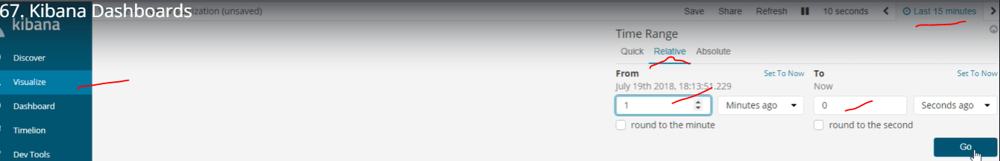 67. Kibana Dashboards
ization (unsaved)
Save Share Refresh 10 seconds Last 15 minutes
kibana
Discover
Visualize
Dashboard
Timelion
Dev Tools
Time Range
Quick Relative Absolute
From Set To Now To Set To Now
July 19th 2018, 18:13:51.229 Now
1 Minutes ago 0 Seconds ago
round to the minute round to the second
Go